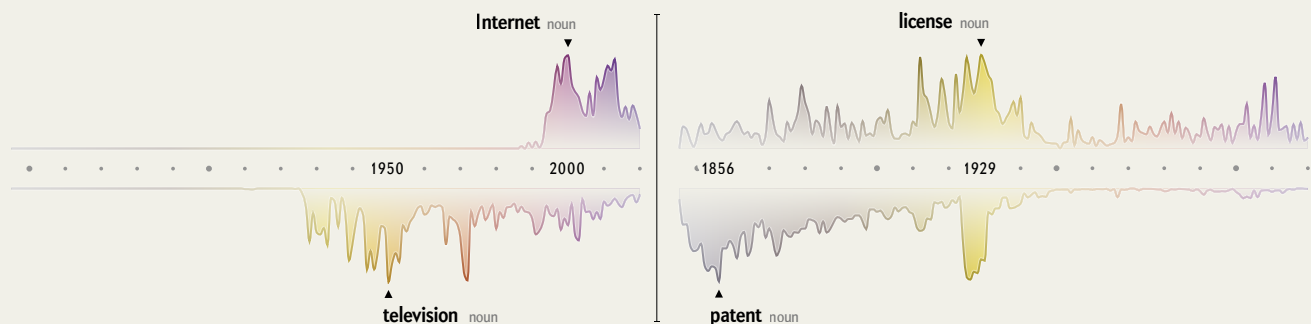 Internet noun
1950 2000
television noun
license noun
1856 1929
patent noun